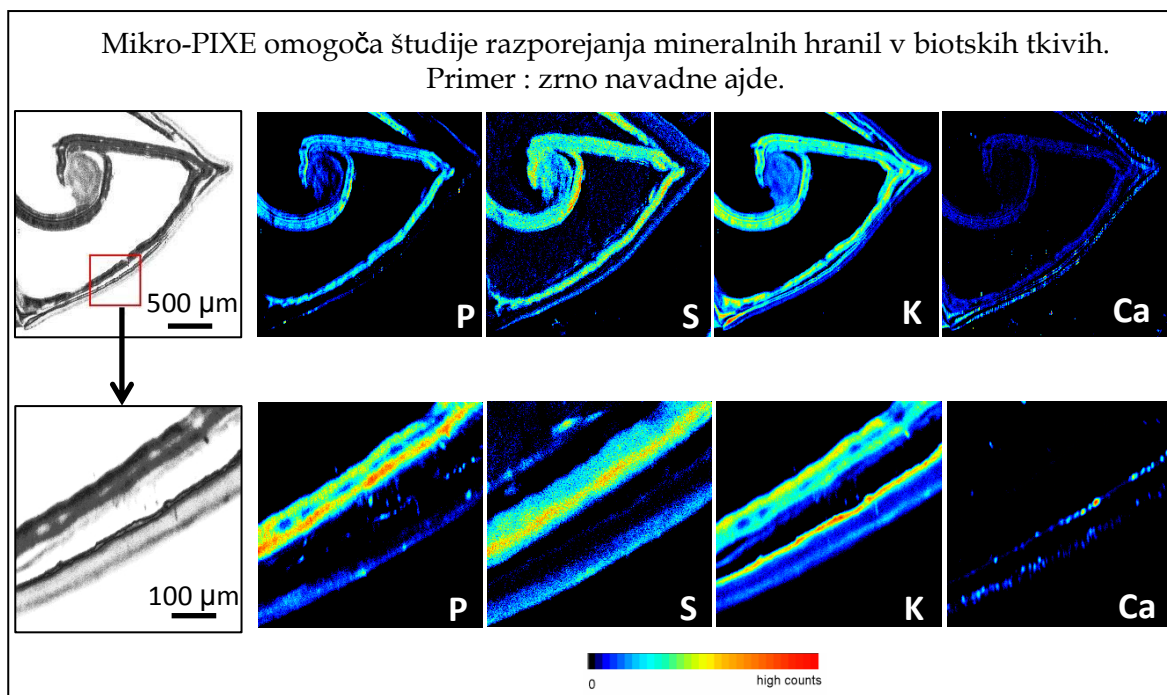 Mikro-PIXE omogoča študije razporejanja mineralnih hranil v biotskih tkivih.
Primer : zrno navadne ajde.
500 µm
P
S
K
Ca
100 µm
P
S
K
Ca
0
high counts